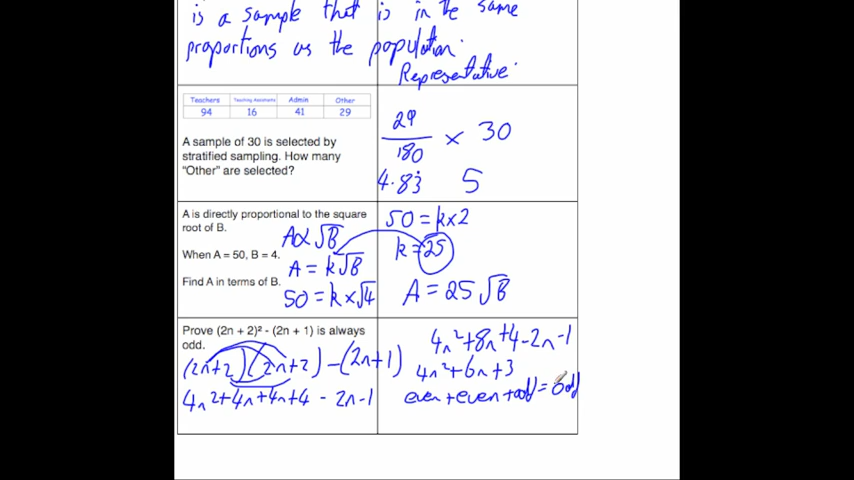 is a sample that is in the same
proportions as the population.
Representative.
Teachers Teaching Assistants Admin Other
94 16 41 29
A sample of 30 is selected by
stratified sampling. How many
"Other" are selected?
29/180 × 30
4.83̇ 5
A is directly proportional to the square
root of B.
When A = 50, B = 4.
Find A in terms of B.
A∝√B
A = k√B
50 = k×√4
50 = k×2
k = 25
A = 25√B
Prove (2n + 2)² - (2n + 1) is always
odd.
(2n+2)(2n+2) - (2n+1)
4n²+4n+4n+4 - 2n-1
4n²+8n+4-2n-1
4n²+6n+3
even+even+odd = odd